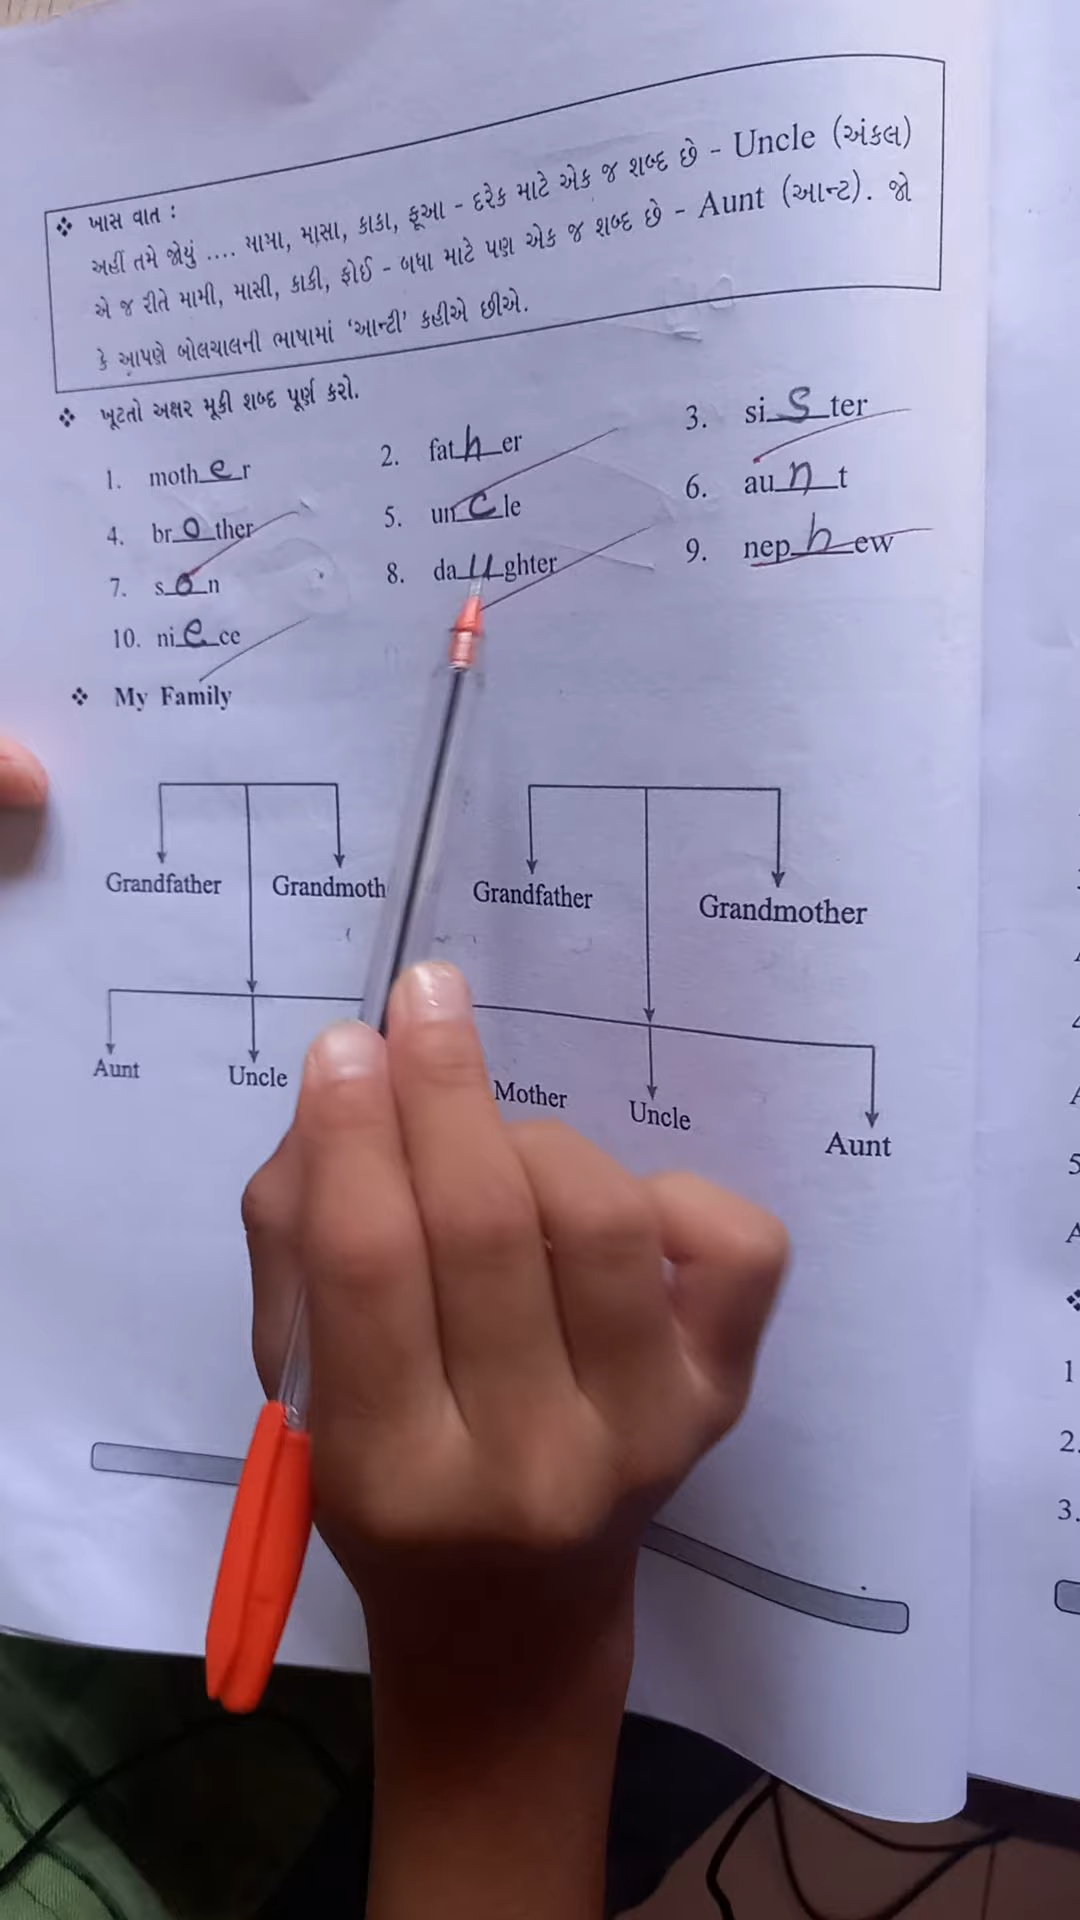 ❖ ખાસ વાત :
અહીં તમે જોયું .... મામા, માસા, કાકા, ફૂઆ - દરેક માટે એક જ શબ્દ છે - Uncle (અંકલ)
એ જ રીતે મામી, માસી, કાકી, ફોઈ - બધા માટે પણ એક જ શબ્દ છે - Aunt (આન્ટ). જો
કે આપણે બોલચાલની ભાષામાં ‘આન્ટી’ કહીએ છીએ.
❖ ખૂટતો અક્ષર મૂકી શબ્દ પૂર્ણ કરો.
1. mother 2. father 3. sister
4. brother 5. uncle 6. aunt
7. son 8. daughter 9. nephew
10. niece
❖ My Family
Grandfather Grandmoth Grandfather Grandmother
Aunt Uncle Mother Uncle Aunt
5
1
2.
3.